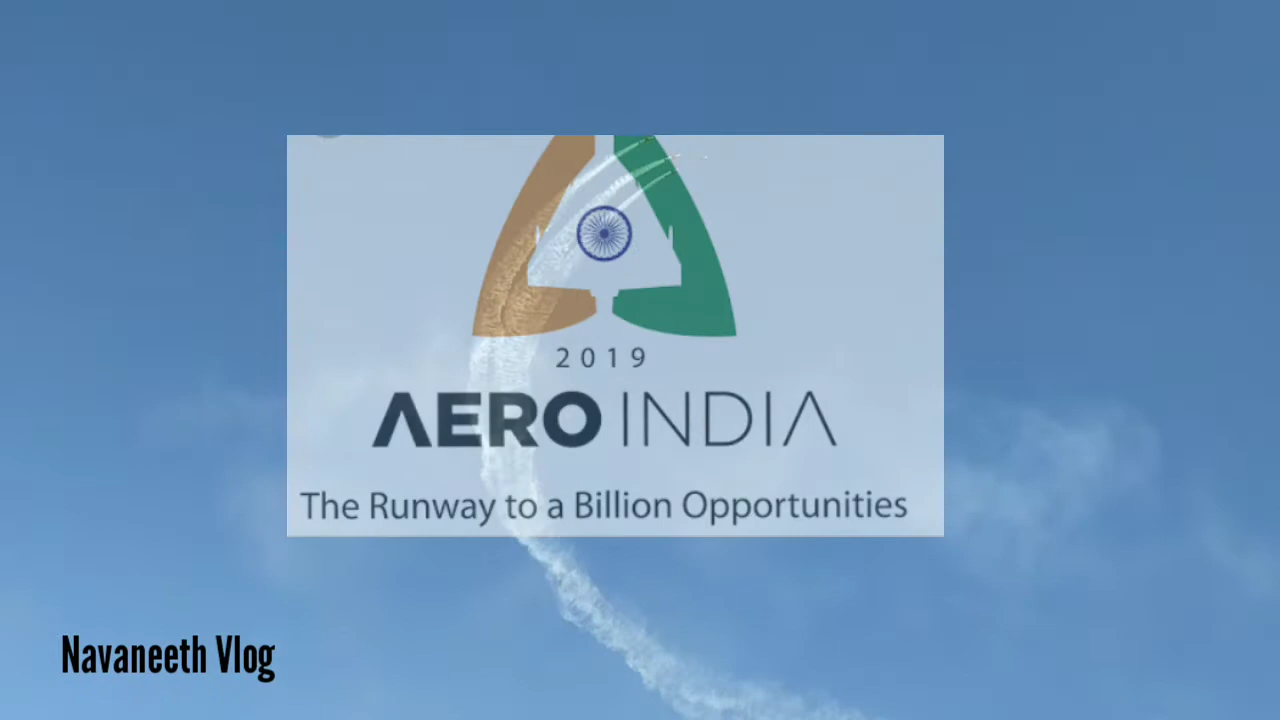 2019
AERO INDIA
The Runway to a Billion Opportunities
Navaneeth Vlog